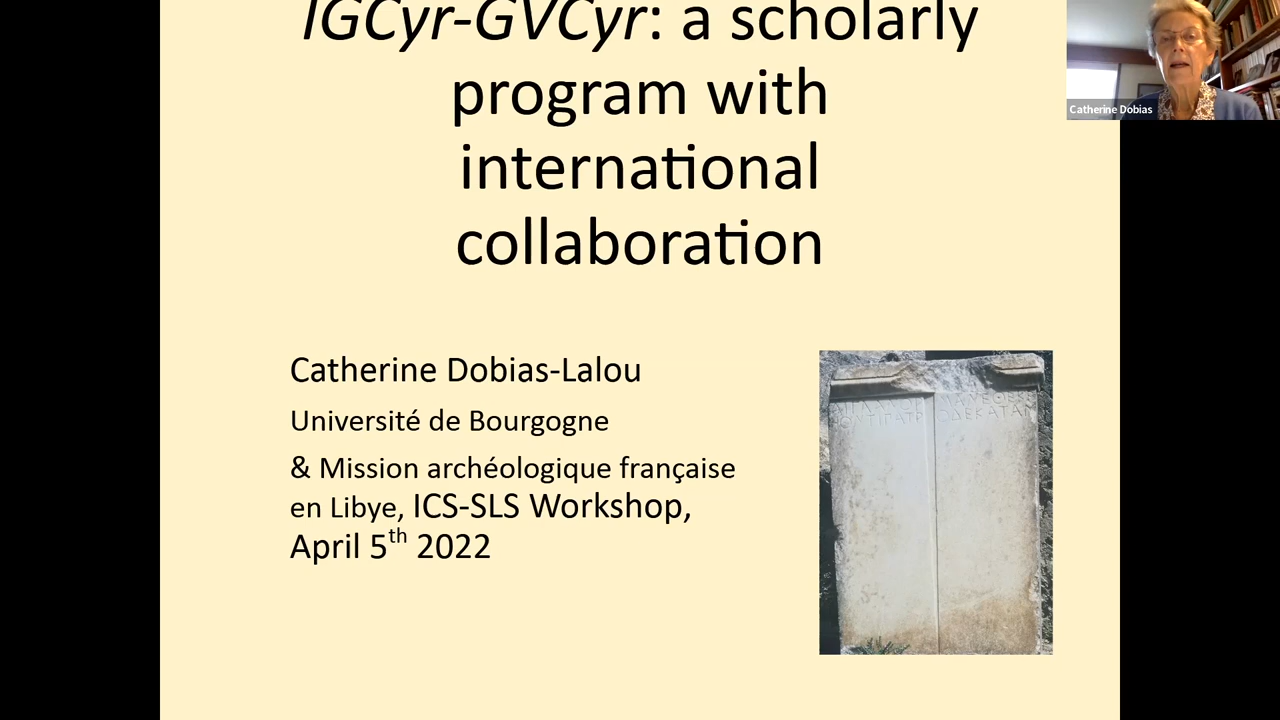 IGCyr-GVCyr: a scholarly
program with
international
collaboration
Catherine Dobias
Catherine Dobias-Lalou
Université de Bourgogne
& Mission archéologique française
en Libye, ICS-SLS Workshop,
April 5th 2022